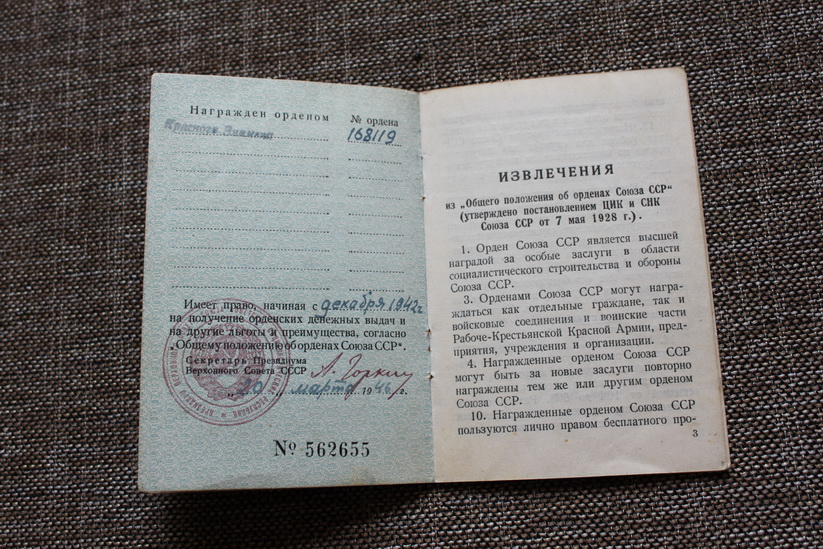 Награжден орденом
№ ордена
Красное Знамя
168119
Имеет право, начиная с декабря 1942г
на получение орденских денежных выдач и
на другие льготы и преимущества, согласно
"Общему положению об орденах Союза ССР".
Секретарь Президиума
Верховного Совета СССР А. Горкин
"20" марта 1946 г.
№ 562655
ИЗВЛЕЧЕНИЯ
из „Общего положения об орденах Союза ССР“
(утверждено постановлением ЦИК и СНК
Союза ССР от 7 мая 1928 г.).
1. Орден Союза ССР является высшей
наградой за особые заслуги в области
социалистического строительства и обороны
Союза ССР.
3. Орденами Союза ССР могут награ-
ждаться как отдельные граждане, так и
войсковые соединения и воинские части
Рабоче-Крестьянской Красной Армии, пред-
приятия, учреждения и организации.
4. Награжденные орденом Союза ССР
могут быть за новые заслуги повторно
награждены тем же или другим орденом
Союза ССР.
10. Награжденные орденом Союза ССР
пользуются лично правом бесплатного про-
3